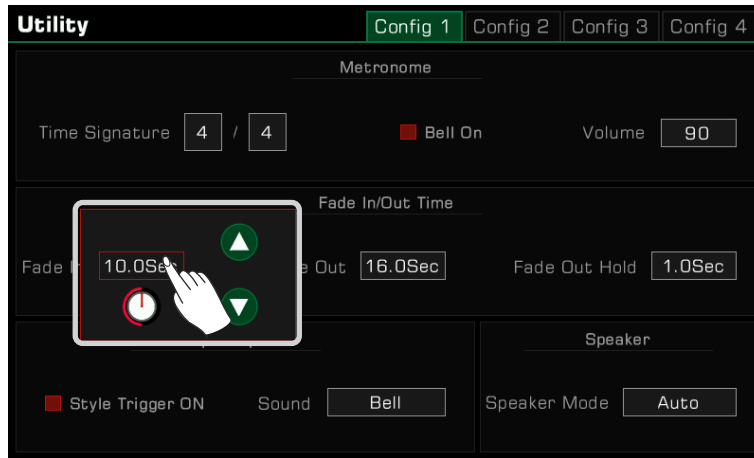 Utility Config 1 Config 2 Config 3 Config 4
Metronome
Time Signature 4 / 4 Bell On Volume 90
Fade In/Out Time
Fade 10.0Sec Out 16.0Sec Fade Out Hold 1.0Sec
Speaker
Style Trigger ON Sound Bell Speaker Mode Auto